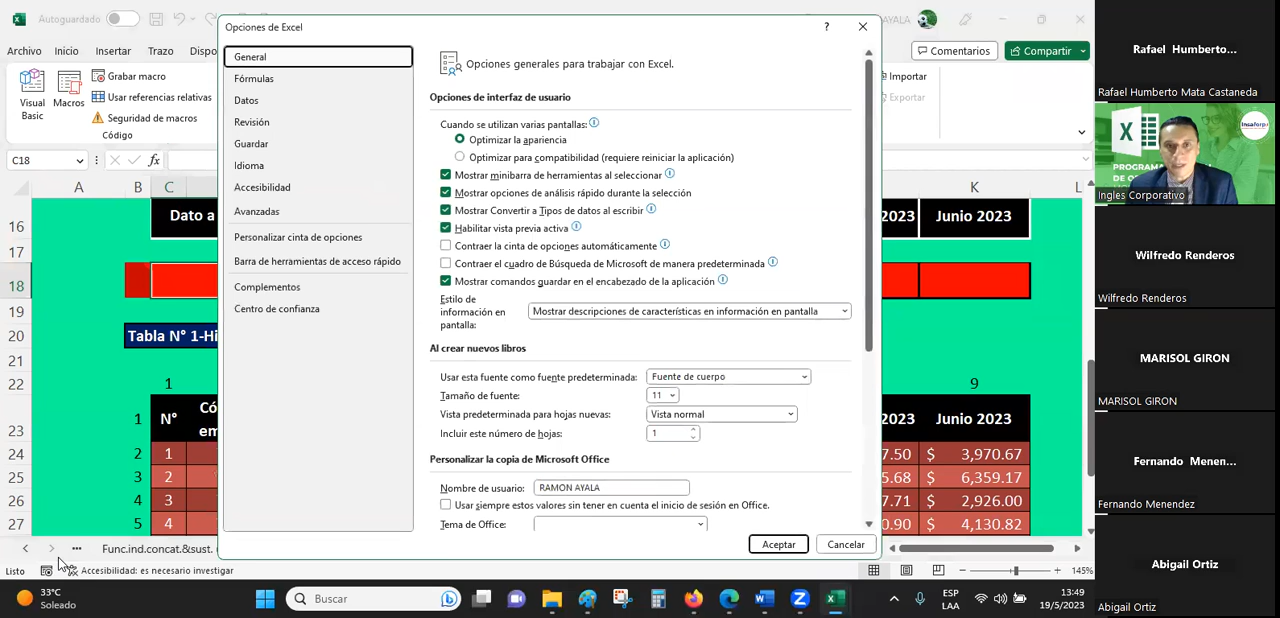 Autoguardado
AYALA
Archivo Inicio Insertar Trazo Dispo
Comentarios Compartir
Visual Basic
Macros
Grabar macro
Usar referencias relativas
Seguridad de macros
Código
Importar
Exportar
C18
fx
A B C K L
16 Dato a 2023 Junio 2023
17
18
19
20 Tabla N° 1-Hi
21
22 1 9
23 1 N° Có
em 2023 Junio 2023
24 2 1 7.50 $ 3,970.67
25 3 2 5.68 $ 6,359.17
26 4 3 7.71 $ 2,926.00
27 5 4 0.90 $ 4,130.82
Func.ind.concat.&sust.
Listo Accesibilidad: es necesario investigar 145%
Opciones de Excel ?
General
Fórmulas
Datos
Revisión
Guardar
Idioma
Accesibilidad
Avanzadas
Personalizar cinta de opciones
Barra de herramientas de acceso rápido
Complementos
Centro de confianza
Opciones generales para trabajar con Excel.
Opciones de interfaz de usuario
Cuando se utilizan varias pantallas:
Optimizar la apariencia
Optimizar para compatibilidad (requiere reiniciar la aplicación)
Mostrar minibarra de herramientas al seleccionar
Mostrar opciones de análisis rápido durante la selección
Mostrar Convertir a Tipos de datos al escribir
Habilitar vista previa activa
Contraer la cinta de opciones automáticamente
Contraer el cuadro de Búsqueda de Microsoft de manera predeterminada
Mostrar comandos guardar en el encabezado de la aplicación
Estilo de
información en
pantalla:
Mostrar descripciones de características en información en pantalla
Al crear nuevos libros
Usar esta fuente como fuente predeterminada: Fuente de cuerpo
Tamaño de fuente: 11
Vista predeterminada para hojas nuevas: Vista normal
Incluir este número de hojas: 1
Personalizar la copia de Microsoft Office
Nombre de usuario: RAMON AYALA
Usar siempre estos valores sin tener en cuenta el inicio de sesión en Office.
Tema de Office:
Aceptar Cancelar
33°C
Soleado
Buscar
ESP
LAA
13:49
19/5/2023
Rafael Humberto...
Rafael Humberto Mata Castaneda
Insaforp
PROGRAMA
DE O
Ingles Corporativo
Wilfredo Renderos
Wilfredo Renderos
MARISOL GIRON
MARISOL GIRON
Fernando Menen...
Fernando Menendez
Abigail Ortiz
Abigail Ortiz